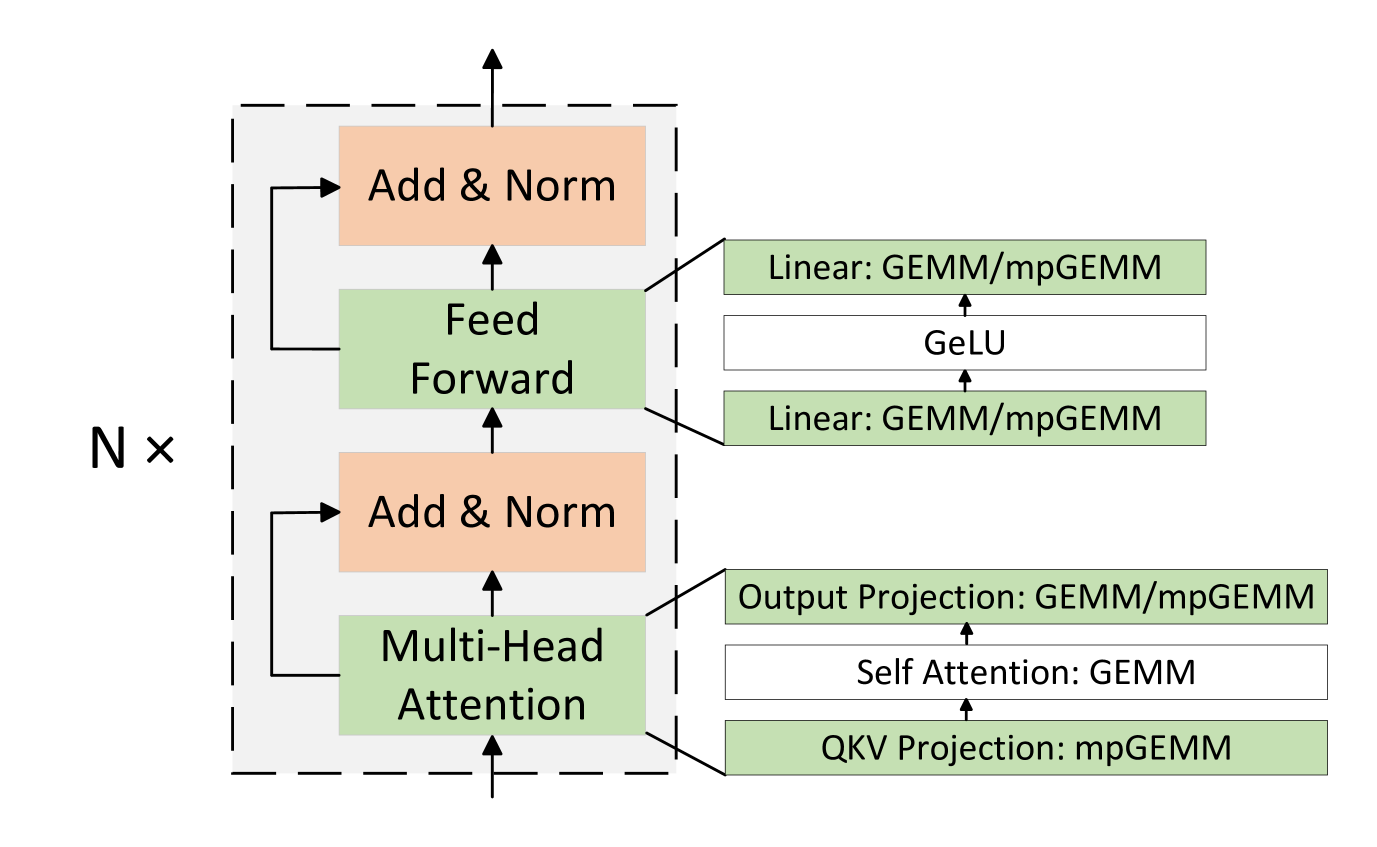 Add & Norm
Feed
Forward
Add & Norm
Multi-Head
Attention
N ×
Linear: GEMM/mpGEMM
GeLU
Linear: GEMM/mpGEMM
Output Projection: GEMM/mpGEMM
Self Attention: GEMM
QKV Projection: mpGEMM